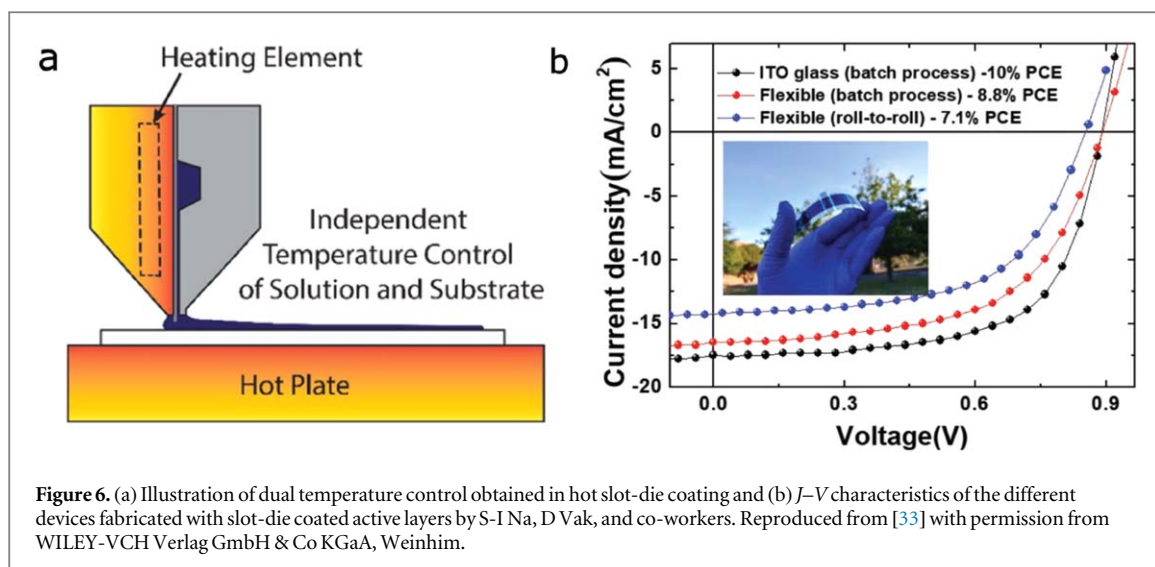 a
Heating Element
Independent
Temperature Control
of Solution and Substrate
Hot Plate
b
ITO glass (batch process) -10% PCE
Flexible (batch process) - 8.8% PCE
Flexible (roll-to-roll) - 7.1% PCE
Current density(mA/cm²)
5
0
-5
-10
-15
-20
0.0 0.3 0.6 0.9
Voltage(V)
Figure 6. (a) Illustration of dual temperature control obtained in hot slot-die coating and (b) J–V characteristics of the different
devices fabricated with slot-die coated active layers by S-I Na, D Vak, and co-workers. Reproduced from [33] with permission from
WILEY-VCH Verlag GmbH & Co KGaA, Weinhim.